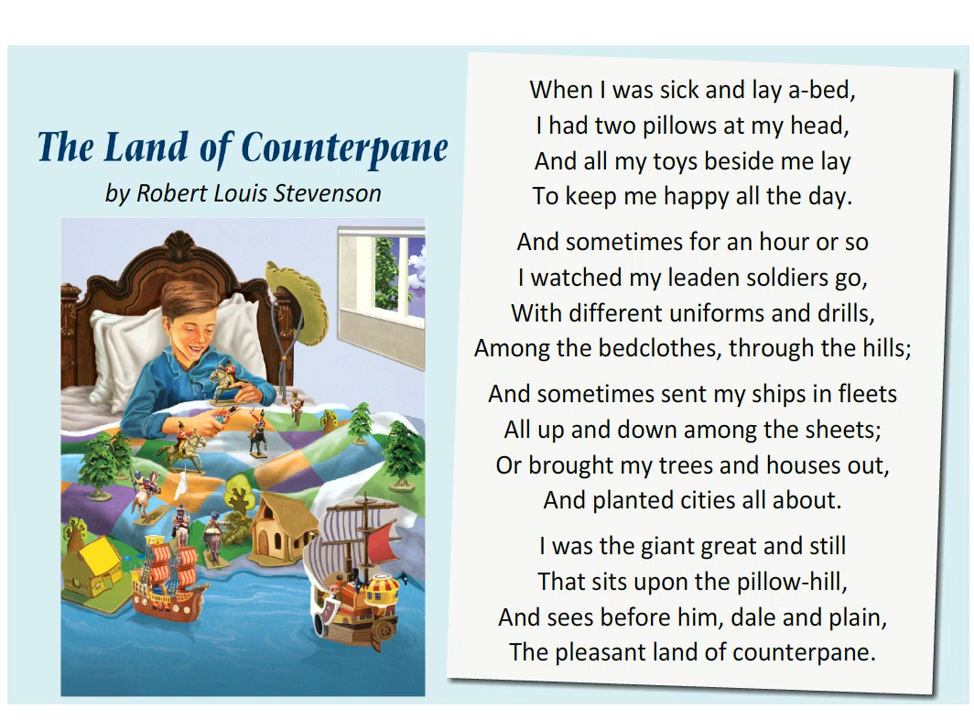 The Land of Counterpane
by Robert Louis Stevenson
When I was sick and lay a-bed,
I had two pillows at my head,
And all my toys beside me lay
To keep me happy all the day.
And sometimes for an hour or so
I watched my leaden soldiers go,
With different uniforms and drills,
Among the bedclothes, through the hills;
And sometimes sent my ships in fleets
All up and down among the sheets;
Or brought my trees and houses out,
And planted cities all about.
I was the giant great and still
That sits upon the pillow-hill,
And sees before him, dale and plain,
The pleasant land of counterpane.